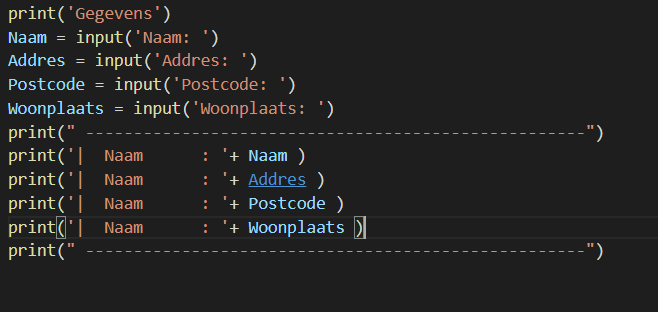 print('Gegevens')
Naam = input('Naam: ')
Addres = input('Addres: ')
Postcode = input('Postcode: ')
Woonplaats = input('Woonplaats: ')
print(" ----------------------------------------------------")
print('|  Naam      : '+ Naam )
print('|  Naam      : '+ Addres )
print('|  Naam      : '+ Postcode )
print('|  Naam      : '+ Woonplaats )
print(" ----------------------------------------------------")